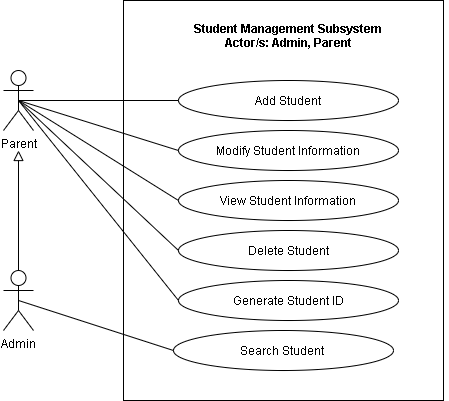 Student Management Subsystem
Actor/s: Admin, Parent
Add Student
Parent
Modify Student Information
View Student Information
Delete Student
Generate Student ID
Admin
Search Student